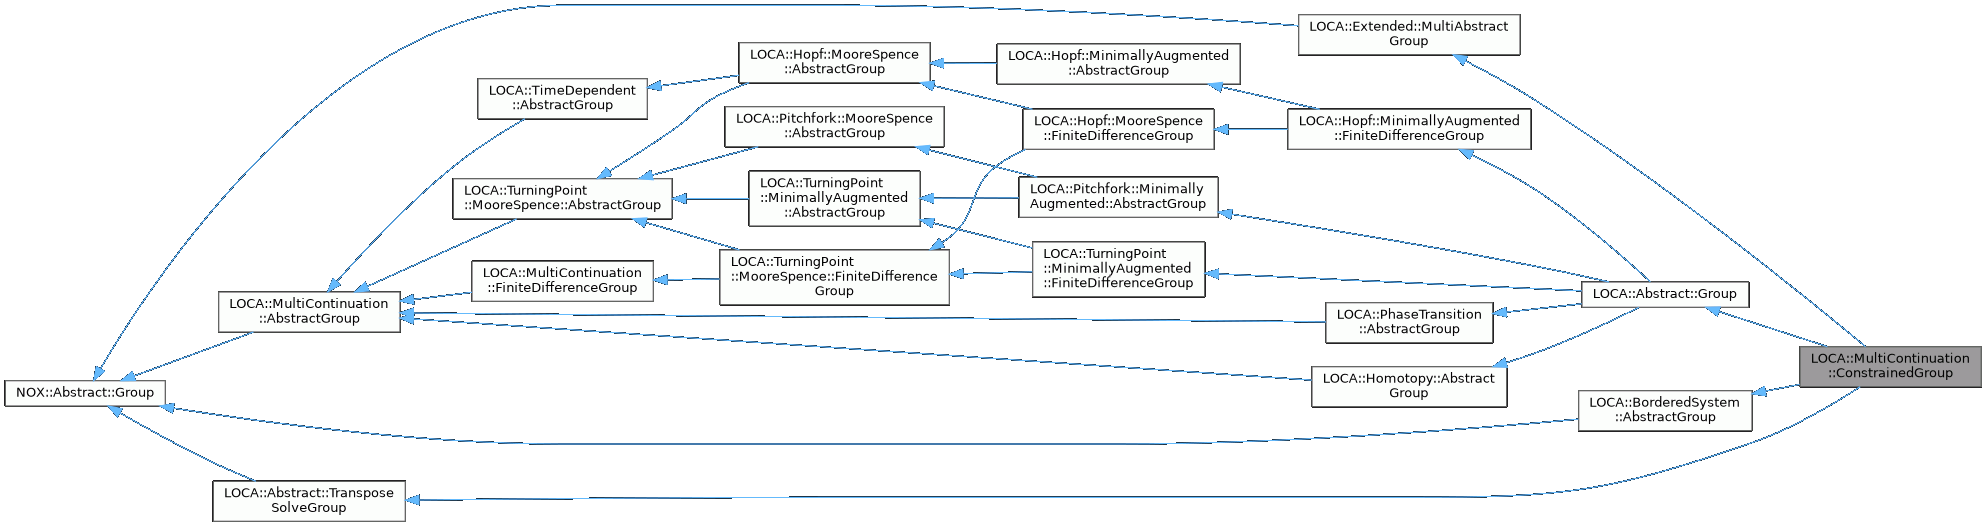 LOCA::Extended::MultiAbstract
Group
LOCA::Hopf::MooreSpence
::AbstractGroup
LOCA::Hopf::MinimallyAugmented
::AbstractGroup
LOCA::TimeDependent
::AbstractGroup
LOCA::Pitchfork::MooreSpence
::AbstractGroup
LOCA::Hopf::MooreSpence
::FiniteDifferenceGroup
LOCA::Hopf::MinimallyAugmented
::FiniteDifferenceGroup
LOCA::TurningPoint
::MooreSpence::AbstractGroup
LOCA::TurningPoint
::MinimallyAugmented
::AbstractGroup
LOCA::Pitchfork::Minimally
Augmented::AbstractGroup
LOCA::TurningPoint
::MooreSpence::FiniteDifference
Group
LOCA::TurningPoint
::MinimallyAugmented
::FiniteDifferenceGroup
LOCA::MultiContinuation
::FiniteDifferenceGroup
LOCA::MultiContinuation
::AbstractGroup
LOCA::Abstract::Group
LOCA::PhaseTransition
::AbstractGroup
LOCA::MultiContinuation
::ConstrainedGroup
LOCA::Homotopy::Abstract
Group
NOX::Abstract::Group
LOCA::BorderedSystem
::AbstractGroup
LOCA::Abstract::Transpose
SolveGroup